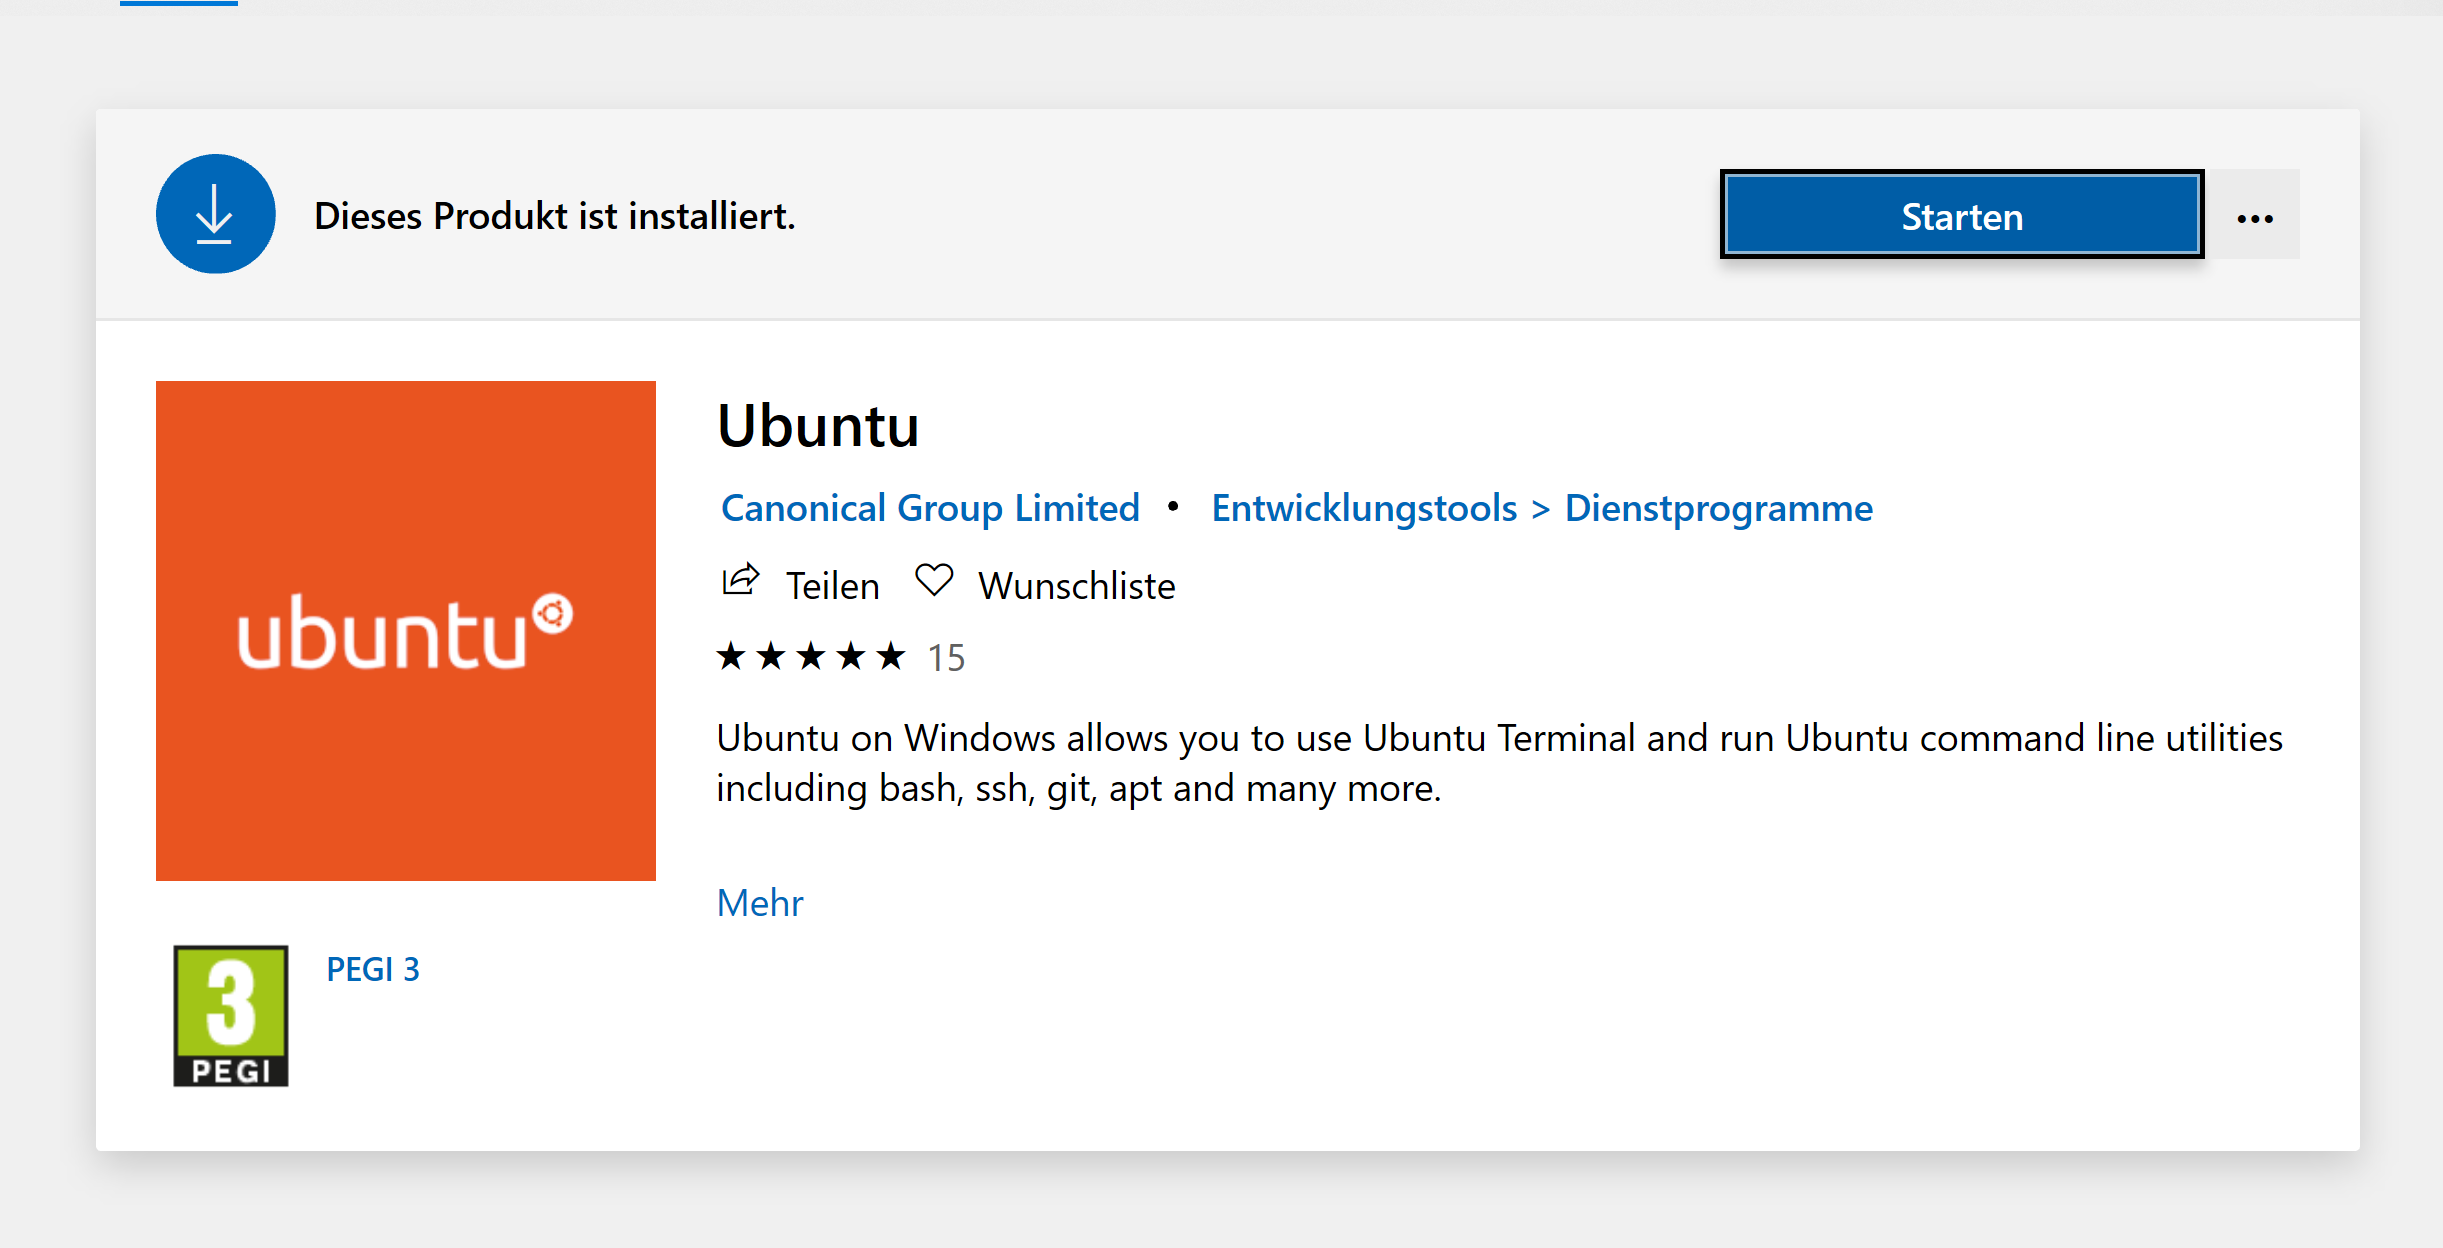 Dieses Produkt ist installiert.
Starten
ubuntu
Ubuntu
Canonical Group Limited • Entwicklungstools > Dienstprogramme
Teilen Wunschliste
15
Ubuntu on Windows allows you to use Ubuntu Terminal and run Ubuntu command line utilities
including bash, ssh, git, apt and many more.
Mehr
3
PEGI
PEGI 3